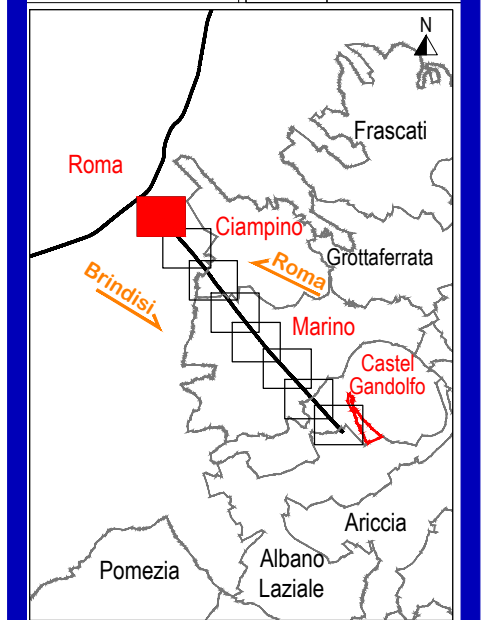 N
Frascati
Roma
Ciampino
Grottaferrata
Roma
Brindisi
Marino
Castel
Gandolfo
Ariccia
Albano
Laziale
Pomezia